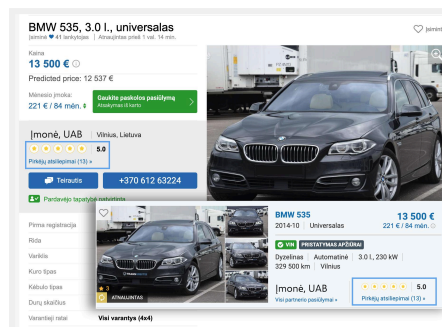 BMW 535, 3.0 l., universalas
Įsiminė 41 lankytojas | Atnaujintas prieš 1 val. 14 min.
Įsiminti
Kaina
13 500 €
Predicted price: 12 537 €
Mėnesio įmoka:
221 € / 84 mėn.
Gaukite paskolos pasiūlymą
Atsakymas iš karto
Įmonė, UAB | Vilnius, Lietuva
5.0
Pirkėjų atsiliepimai (13) »
Teirautis
+370 612 63224
Pardavėjo tapatybė patvirtinta
Pirma registracija
Rida
Variklis
Kuro tipas
Kėbulo tipas
Durų skaičius
Varantieji ratai
Visi varantys (4x4)
3
ATNAUJINTAS
BMW 535
13 500 €
2014-10 | Universalas
221 € / 84 mėn.
VIN
PRISTATYMAS APŽIŪRAI
Dyzelinas | Automatinė | 3.0 l., 230 kW
329 500 km | Vilnius
Įmonė, UAB
5.0
Visi partnerio pasiūlymai »
Pirkėjų atsiliepimai (13) »